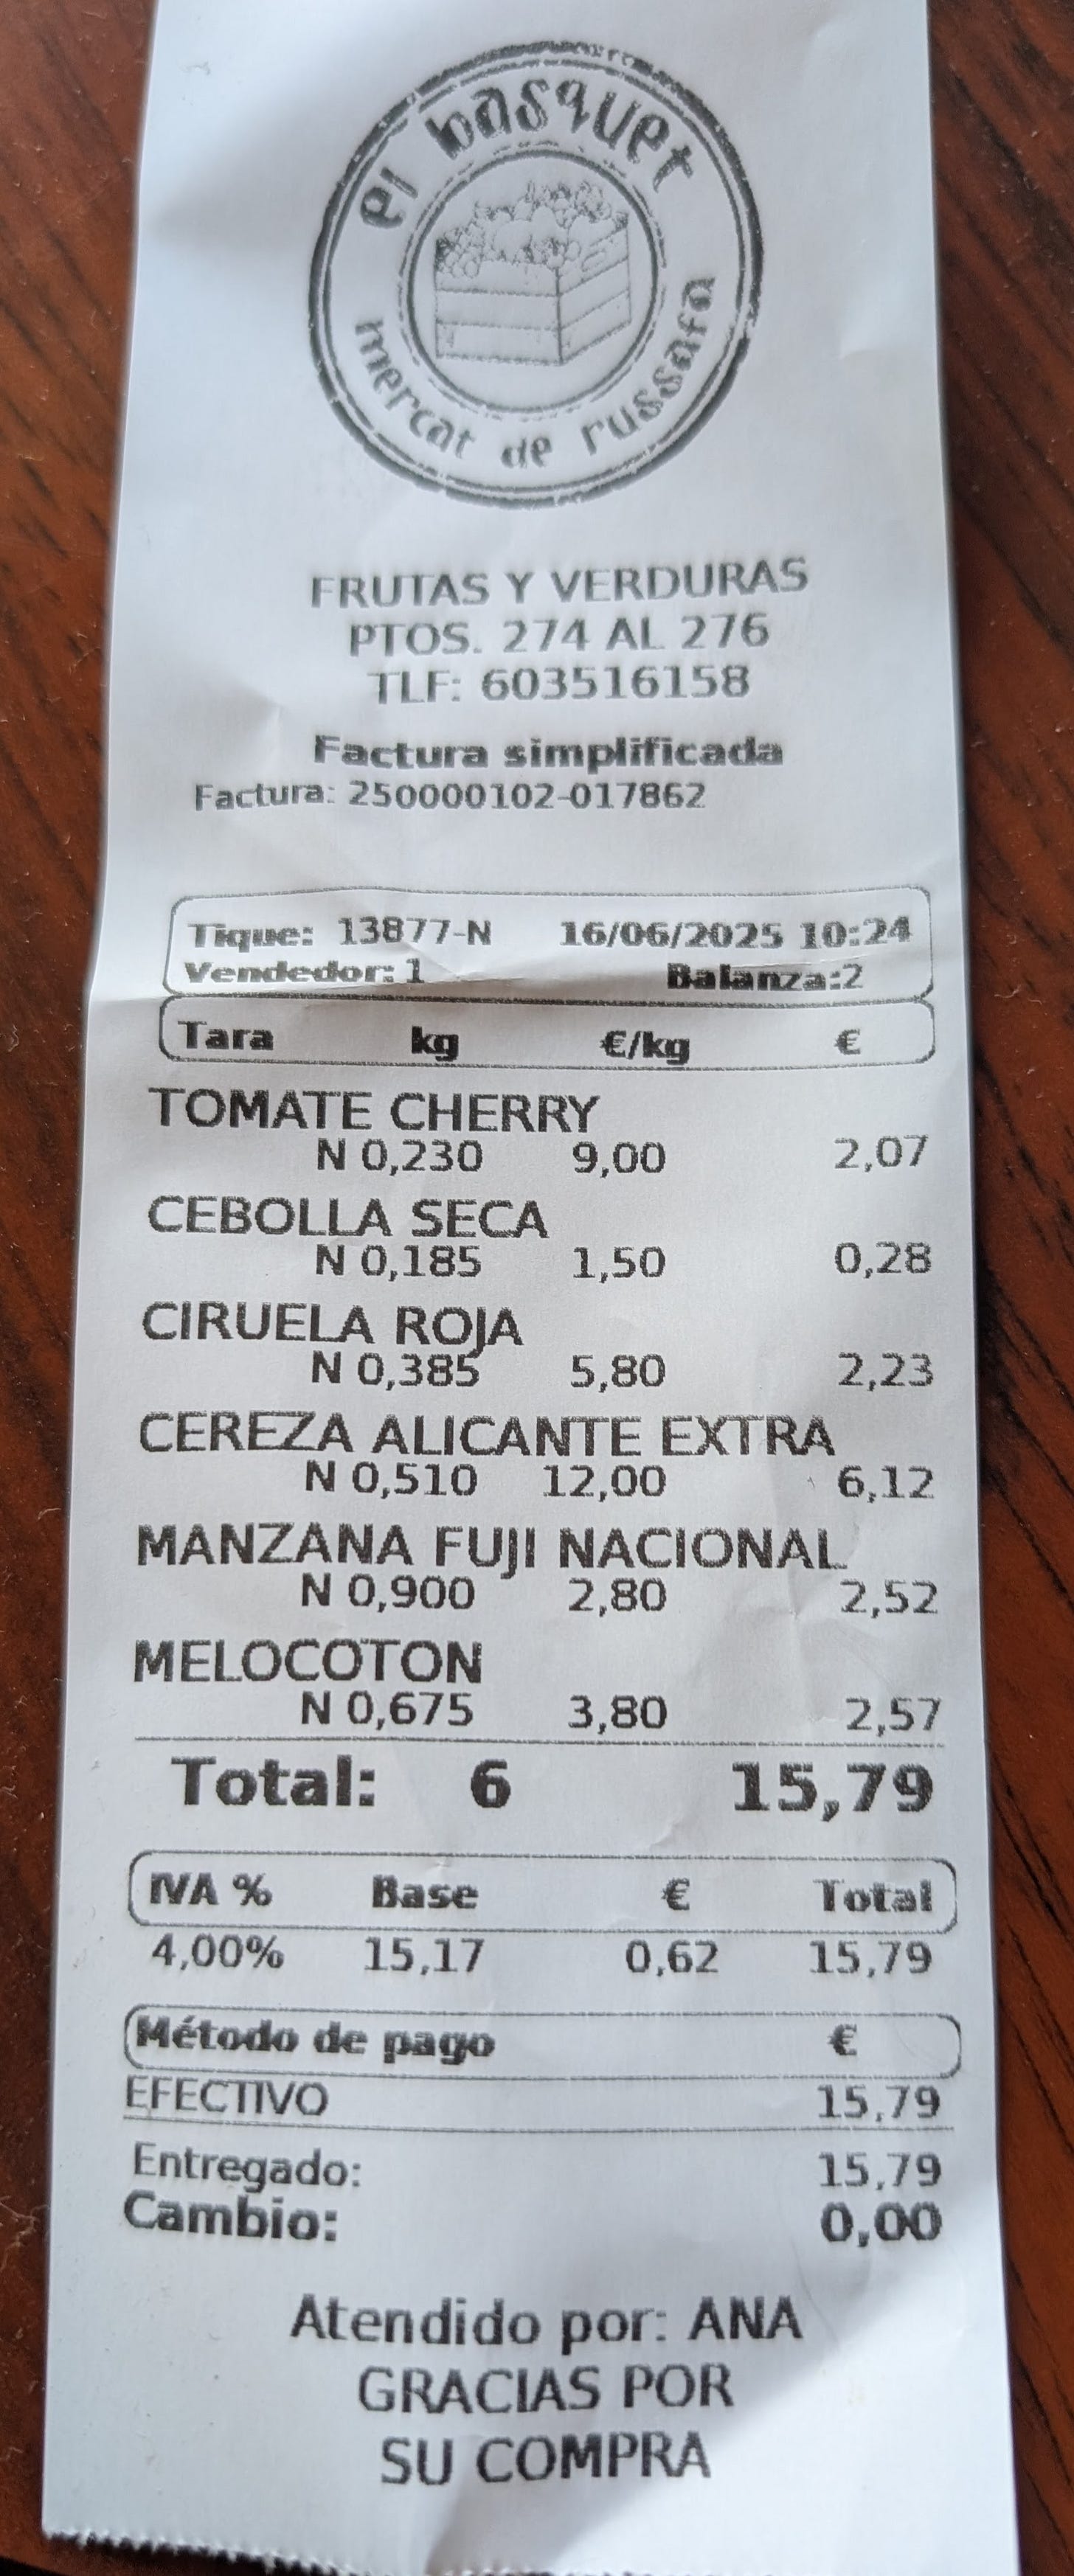 el basquet
mercat de russafa
FRUTAS Y VERDURAS
PTOS. 274 AL 276
TLF: 603516158
Factura simplificada
Factura: 250000102-017862
Tique: 13877-N 16/06/2025 10:24
Vendedor: 1 Balanza:2
Tara kg €/kg €
TOMATE CHERRY
N 0,230 9,00 2,07
CEBOLLA SECA
N 0,185 1,50 0,28
CIRUELA ROJA
N 0,385 5,80 2,23
CEREZA ALICANTE EXTRA
N 0,510 12,00 6,12
MANZANA FUJI NACIONAL
N 0,900 2,80 2,52
MELOCOTON
N 0,675 3,80 2,57
Total: 6 15,79
IVA % Base € Total
4,00% 15,17 0,62 15,79
Método de pago €
EFECTIVO 15,79
Entregado: 15,79
Cambio: 0,00
Atendido por: ANA
GRACIAS POR
SU COMPRA